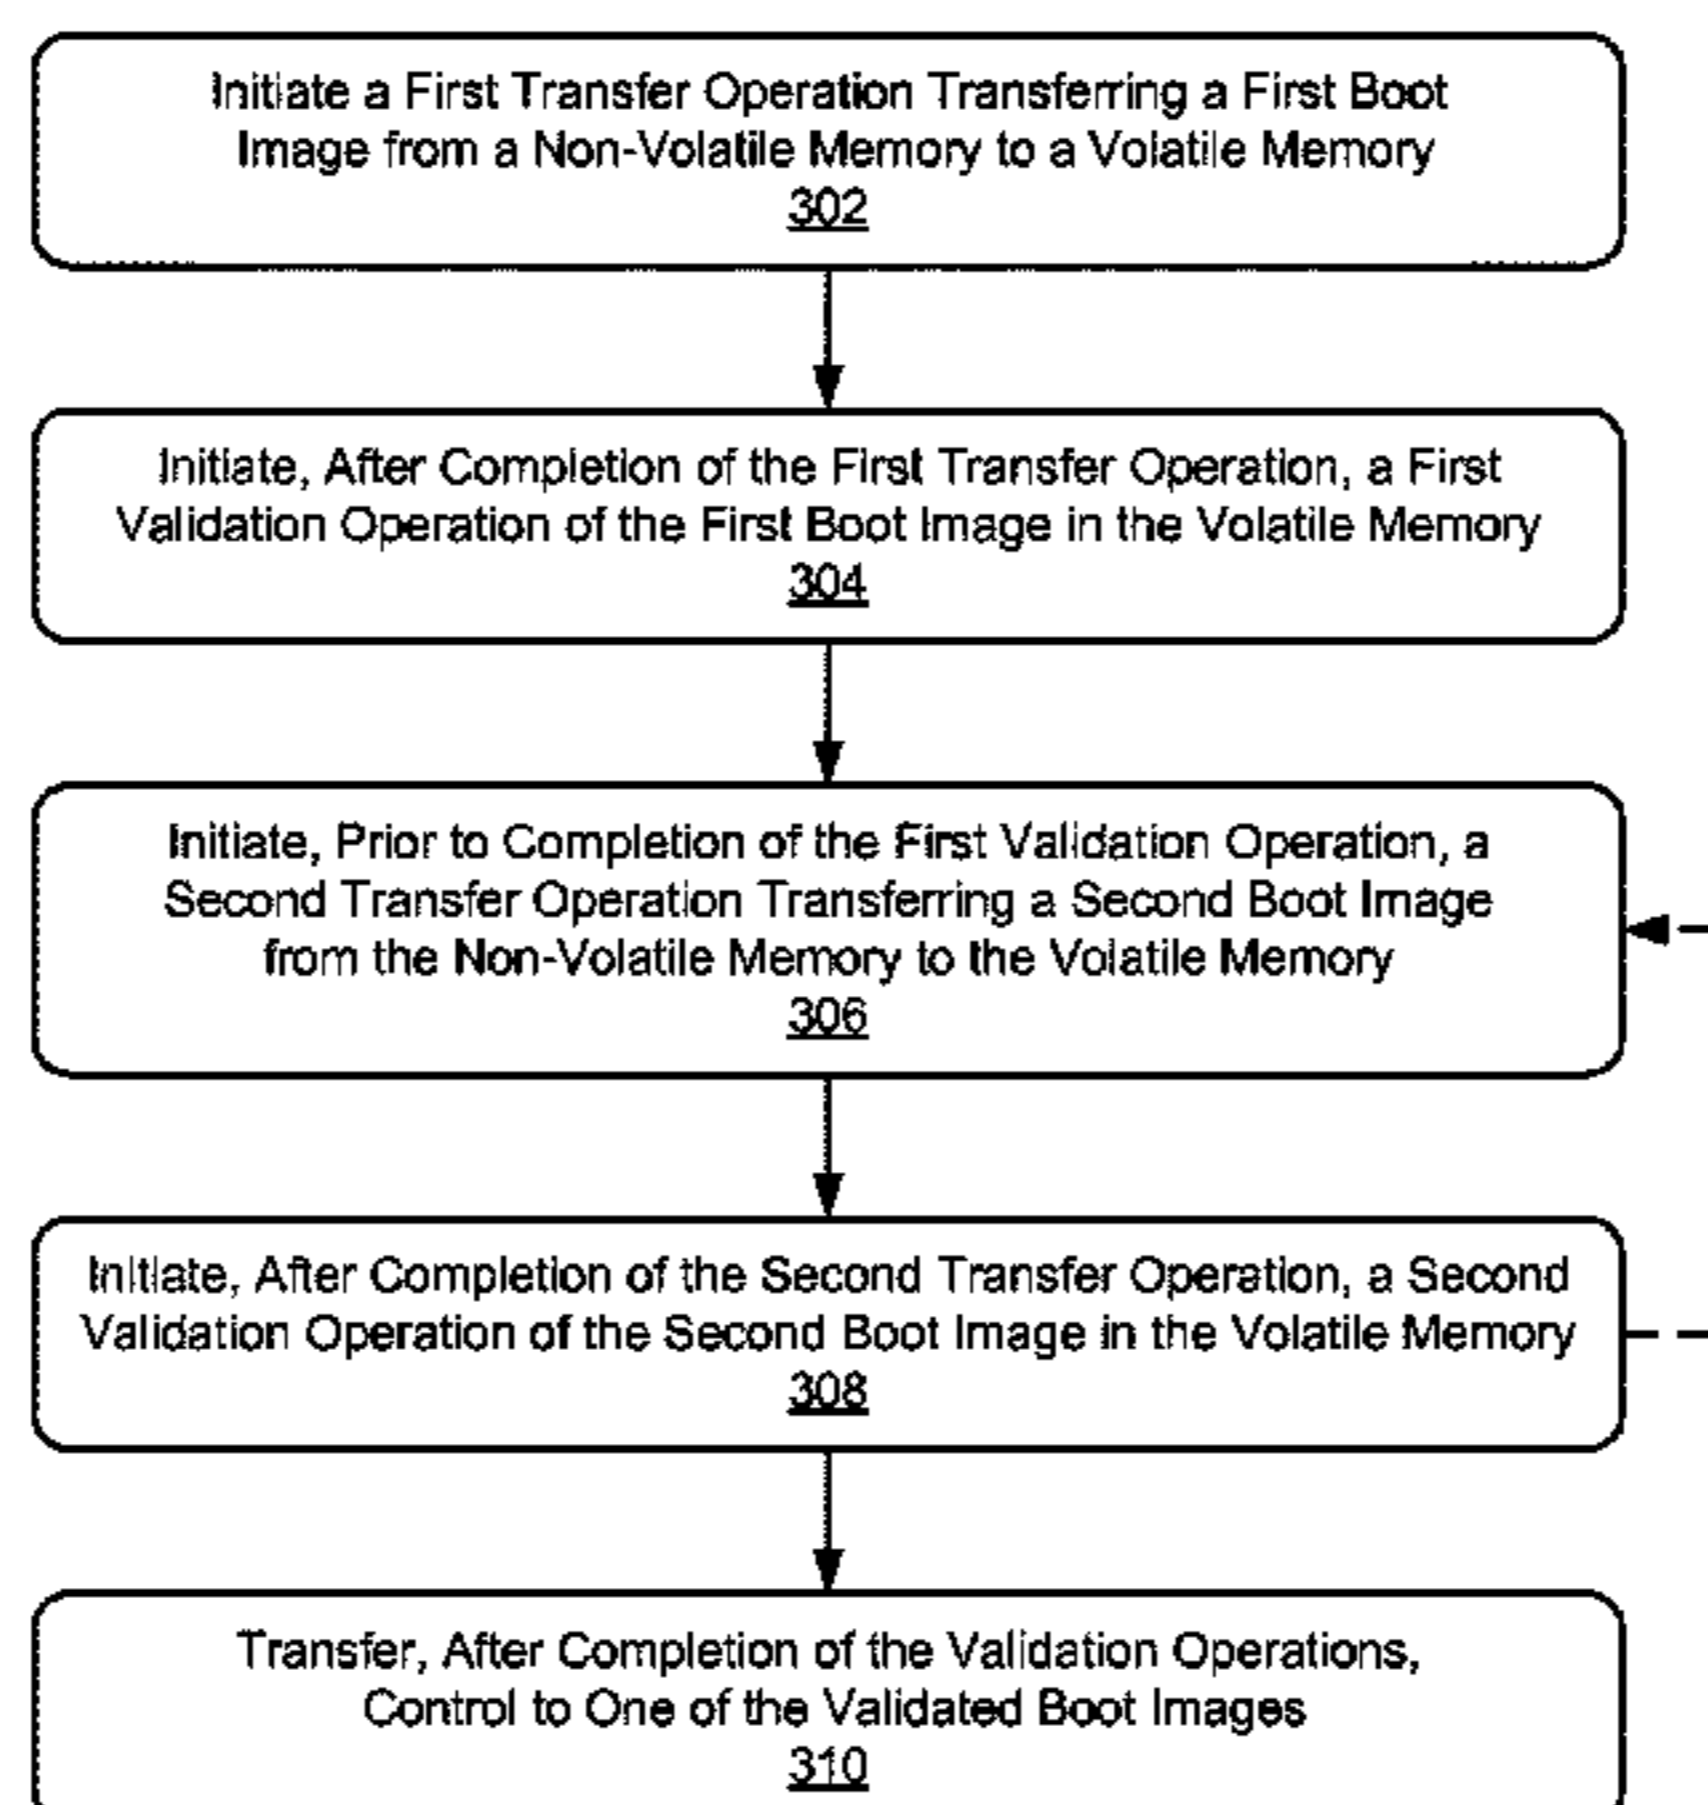 Initiate a First Transfer Operation Transferring a First Boot
Image from a Non-Volatile Memory to a Volatile Memory
302
Initiate, After Completion of the First Transfer Operation, a First
Validation Operation of the First Boot Image in the Volatile Memory
304
Initiate, Prior to Completion of the First Validation Operation, a
Second Transfer Operation Transferring a Second Boot Image
from the Non-Volatile Memory to the Volatile Memory
306
Initiate, After Completion of the Second Transfer Operation, a Second
Validation Operation of the Second Boot Image in the Volatile Memory
308
Transfer, After Completion of the Validation Operations,
Control to One of the Validated Boot Images
310